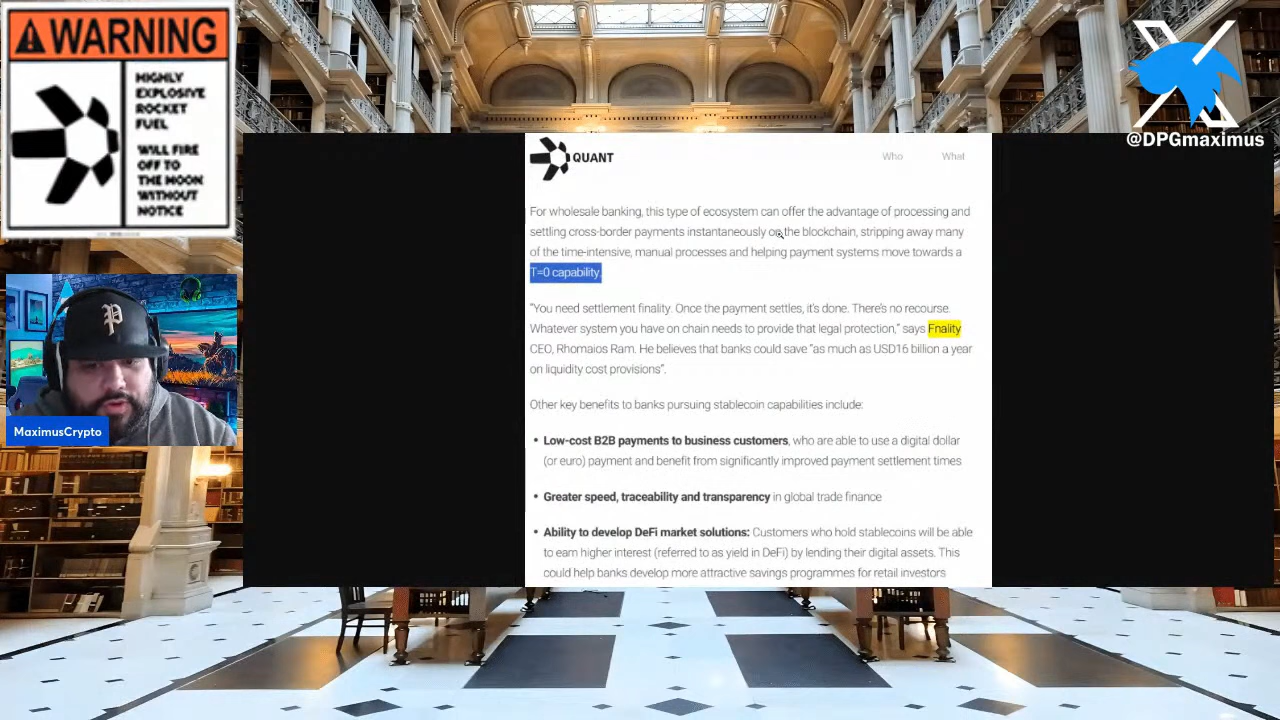 WARNING
HIGHLY
EXPLOSIVE
ROCKET
FUEL
WILL FIRE
OFF TO
THE MOON
WITHOUT
NOTICE
@DPGmaximus
QUANT
Who
What
For wholesale banking, this type of ecosystem can offer the advantage of processing and
settling cross-border payments instantaneously on the blockchain, stripping away many
of the time-intensive, manual processes and helping payment systems move towards a
T=0 capability.
"You need settlement finality. Once the payment settles, it's done. There's no recourse.
Whatever system you have on chain needs to provide that legal protection," says Fnality
CEO, Rhomaios Ram. He believes that banks could save "as much as USD16 billion a year
on liquidity cost provisions".
Other key benefits to banks pursuing stablecoin capabilities include:
• Low-cost B2B payments to business customers, who are able to use a digital dollar
(or euro) payment and benefit from significantly improved payment settlement times
• Greater speed, traceability and transparency in global trade finance
• Ability to develop DeFi market solutions: Customers who hold stablecoins will be able
to earn higher interest (referred to as yield in DeFi) by lending their digital assets. This
could help banks develop more attractive savings programmes for retail investors
P
MaximusCrypto